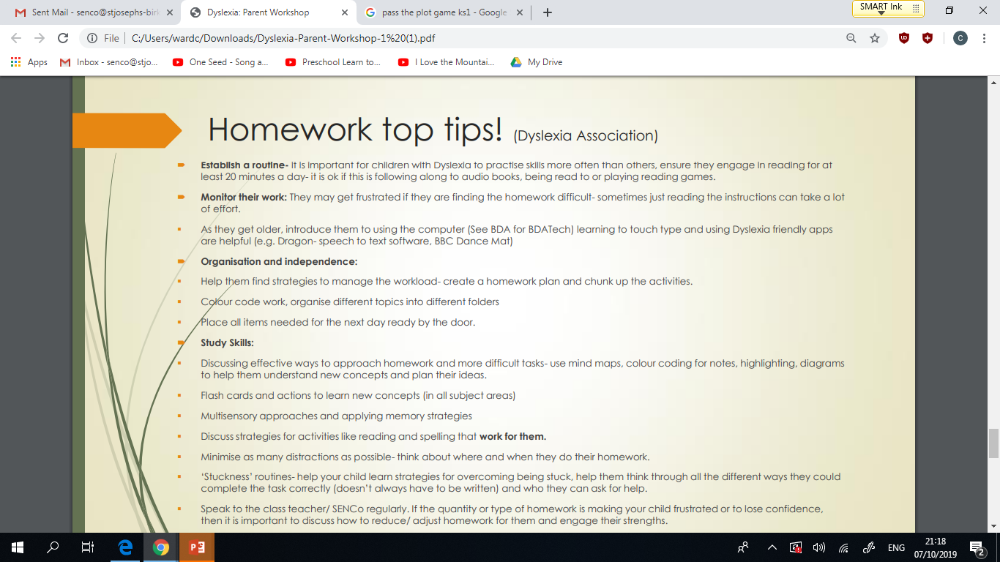 Sent Mail - senco@stjosephs-birk
Dyslexia: Parent Workshop
pass the plot game ks1 - Google
SMART Ink
File
C:/Users/wardc/Downloads/Dyslexia-Parent-Workshop-1%20(1).pdf
C
Apps
Inbox - senco@stjo...
One Seed - Song a...
Preschool Learn to...
I Love the Mountai...
My Drive
Homework top tips! (Dyslexia Association)
Establish a routine- it is important for children with Dyslexia to practise skills more often than others, ensure they engage in reading for at
least 20 minutes a day- it is ok if this is following along to audio books, being read to or playing reading games.
Monitor their work: They may get frustrated if they are finding the homework difficult- sometimes just reading the instructions can take a lot
of effort.
As they get older, introduce them to using the computer (See BDA for BDATech) learning to touch type and using Dyslexia friendly apps
are helpful (e.g. Dragon- speech to text software, BBC Dance Mat)
Organisation and independence:
Help them find strategies to manage the workload- create a homework plan and chunk up the activities.
Colour code work, organise different topics into different folders
Place all items needed for the next day ready by the door.
Study Skills:
Discussing effective ways to approach homework and more difficult tasks- use mind maps, colour coding for notes, highlighting, diagrams
to help them understand new concepts and plan their ideas.
Flash cards and actions to learn new concepts (in all subject areas)
Multisensory approaches and applying memory strategies
Discuss strategies for activities like reading and spelling that work for them.
Minimise as many distractions as possible- think about where and when they do their homework.
‘Stuckness’ routines- help your child learn strategies for overcoming being stuck, help them think through all the different ways they could
complete the task correctly (doesn’t always have to be written) and who they can ask for help.
Speak to the class teacher/ SENCo regularly. If the quantity or type of homework is making your child frustrated or to lose confidence,
then it is important to discuss how to reduce/ adjust homework for them and engage their strengths.
ENG
21:18
07/10/2019
2